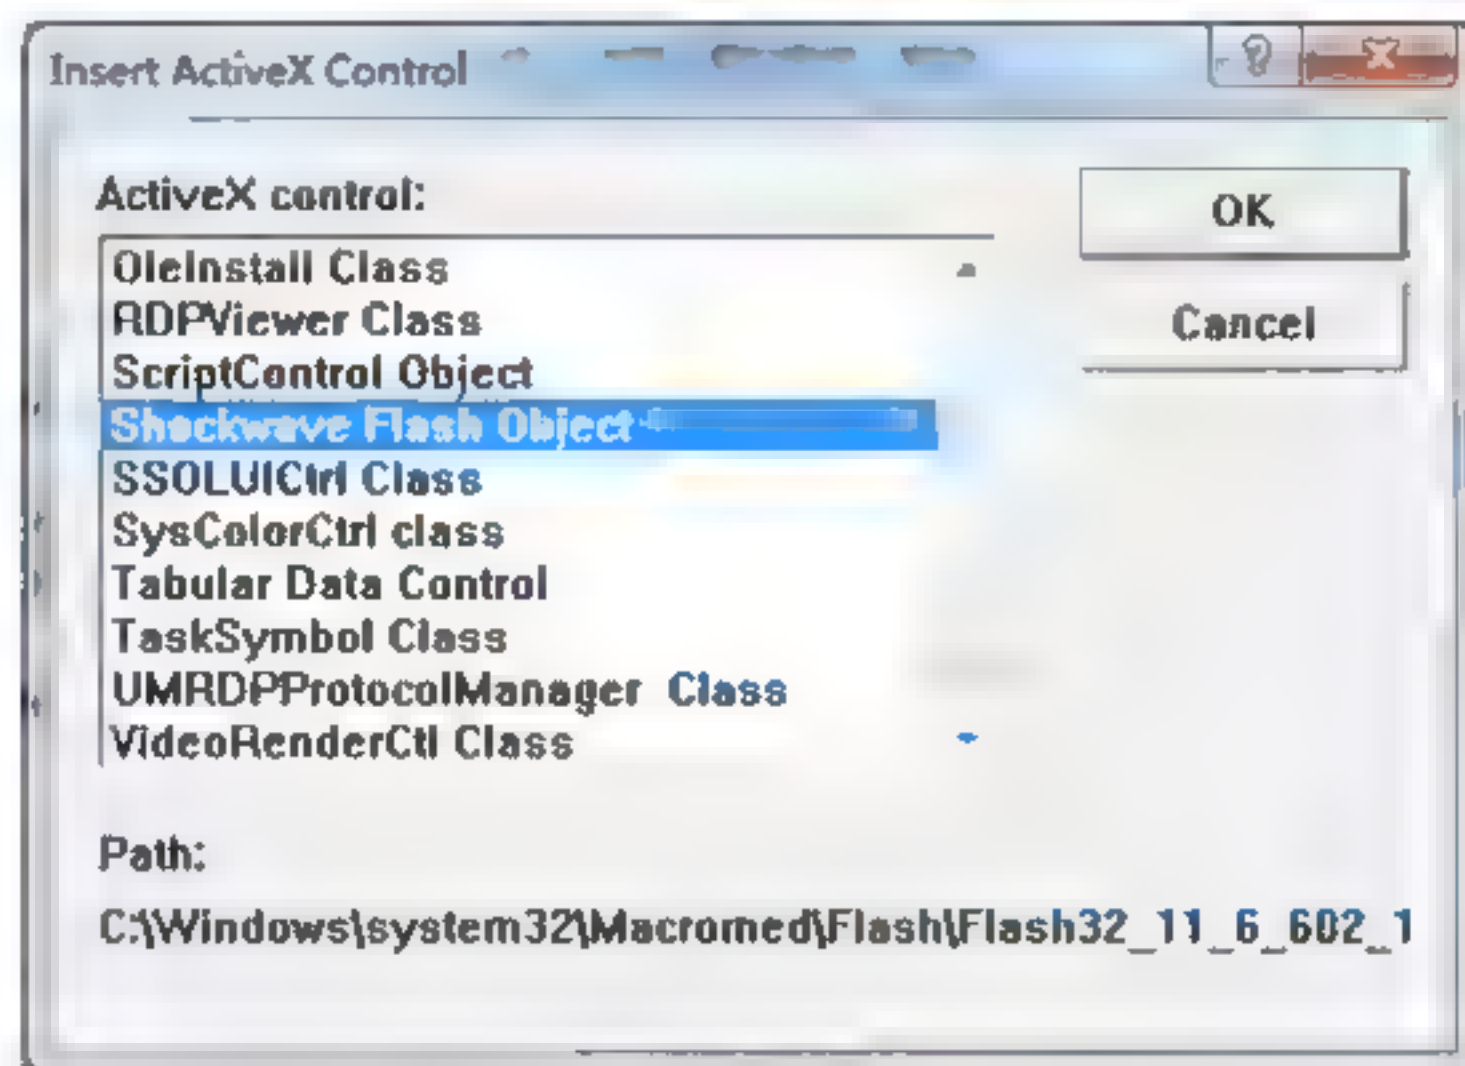 Insert ActiveX Control
ActiveX control:
OK
Cancel
OleInstall Class
RDPViewer Class
ScriptControl Object
Shockwave Flash Object
SSOLUICtrl Class
SysColorCtrl class
Tabular Data Control
TaskSymbol Class
UMRDPProtocolManager Class
VideoRenderCtl Class
Path:
C:\Windows\system32\Macromed\Flash\Flash32_11_6_602_1